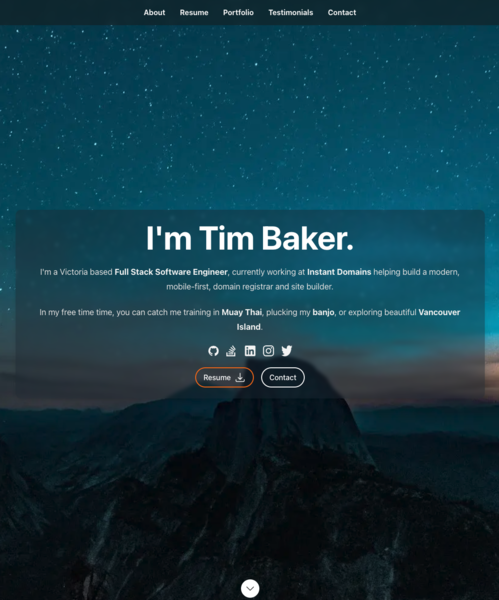 About Resume Portfolio Testimonials Contact
I'm Tim Baker.
I'm a Victoria based Full Stack Software Engineer, currently working at Instant Domains helping build a modern,
mobile-first, domain registrar and site builder.
In my free time time, you can catch me training in Muay Thai, plucking my banjo, or exploring beautiful Vancouver
Island.
Resume Contact